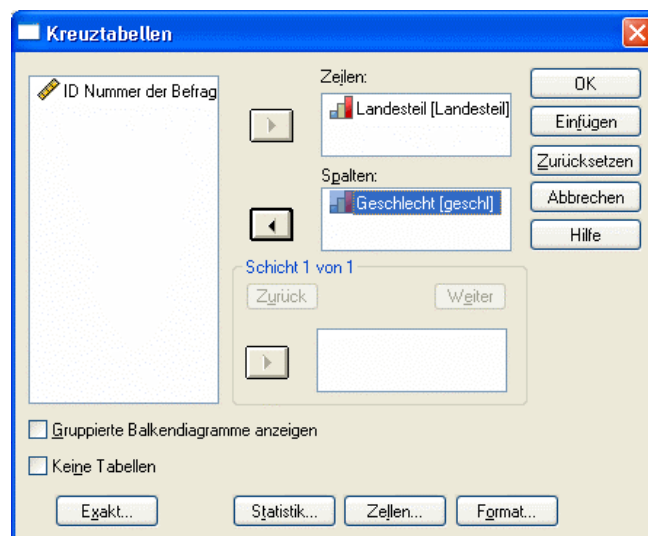 Kreuztabellen
ID Nummer der Befrag
Zeilen:
Landesteil [Landesteil]
Spalten:
Geschlecht [geschl]
Schicht 1 von 1
Zurück
Weiter
OK
Einfügen
Zurücksetzen
Abbrechen
Hilfe
Gruppierte Balkendiagramme anzeigen
Keine Tabellen
Exakt...
Statistik...
Zellen...
Format...